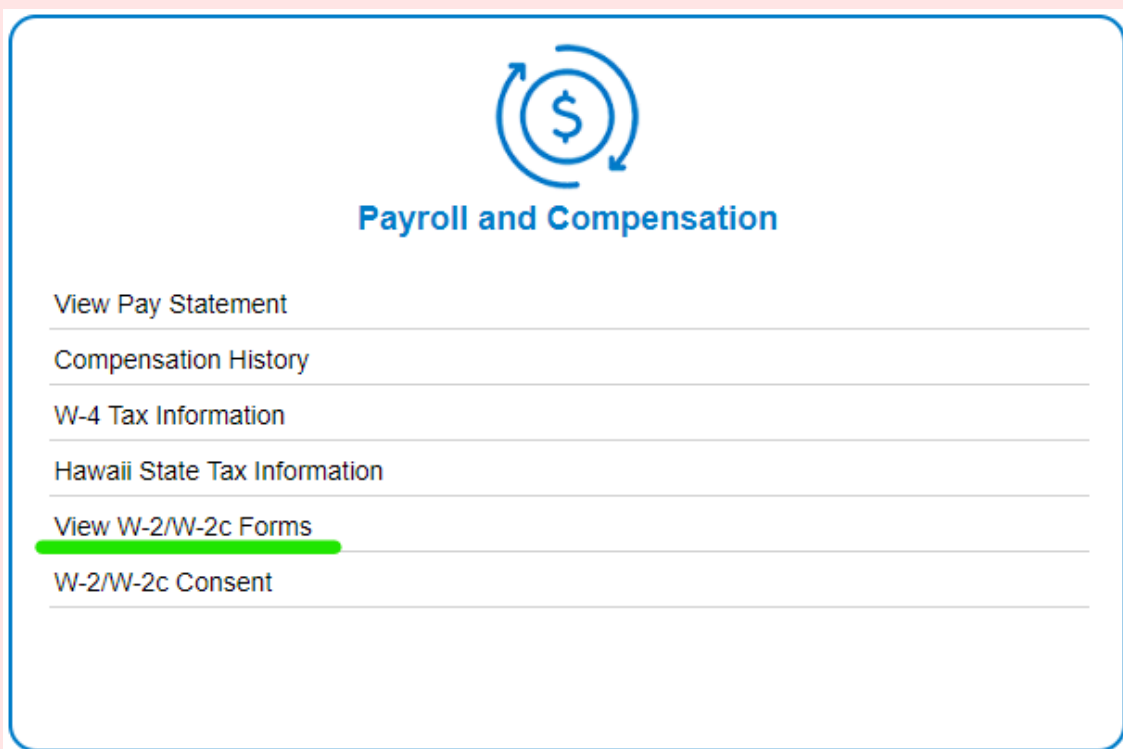 $
Payroll and Compensation
View Pay Statement
Compensation History
W-4 Tax Information
Hawaii State Tax Information
View W-2/W-2c Forms
W-2/W-2c Consent